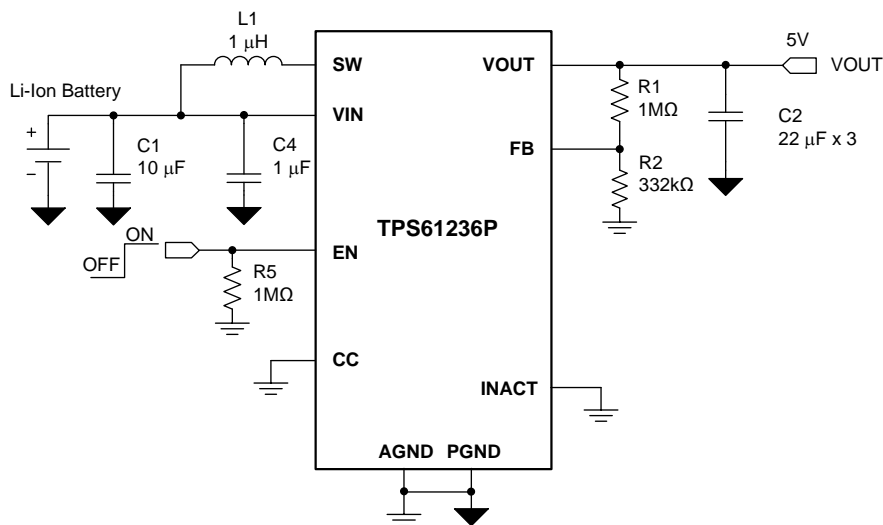 L1
1 µH
SW
VOUT
5V
VOUT
Li-Ion Battery
VIN
R1
1MΩ
+
−
C1
10 µF
C4
1 µF
C2
22 µF x 3
FB
R2
332kΩ
TPS61236P
ON
OFF
EN
R5
1MΩ
CC
INACT
AGND PGND